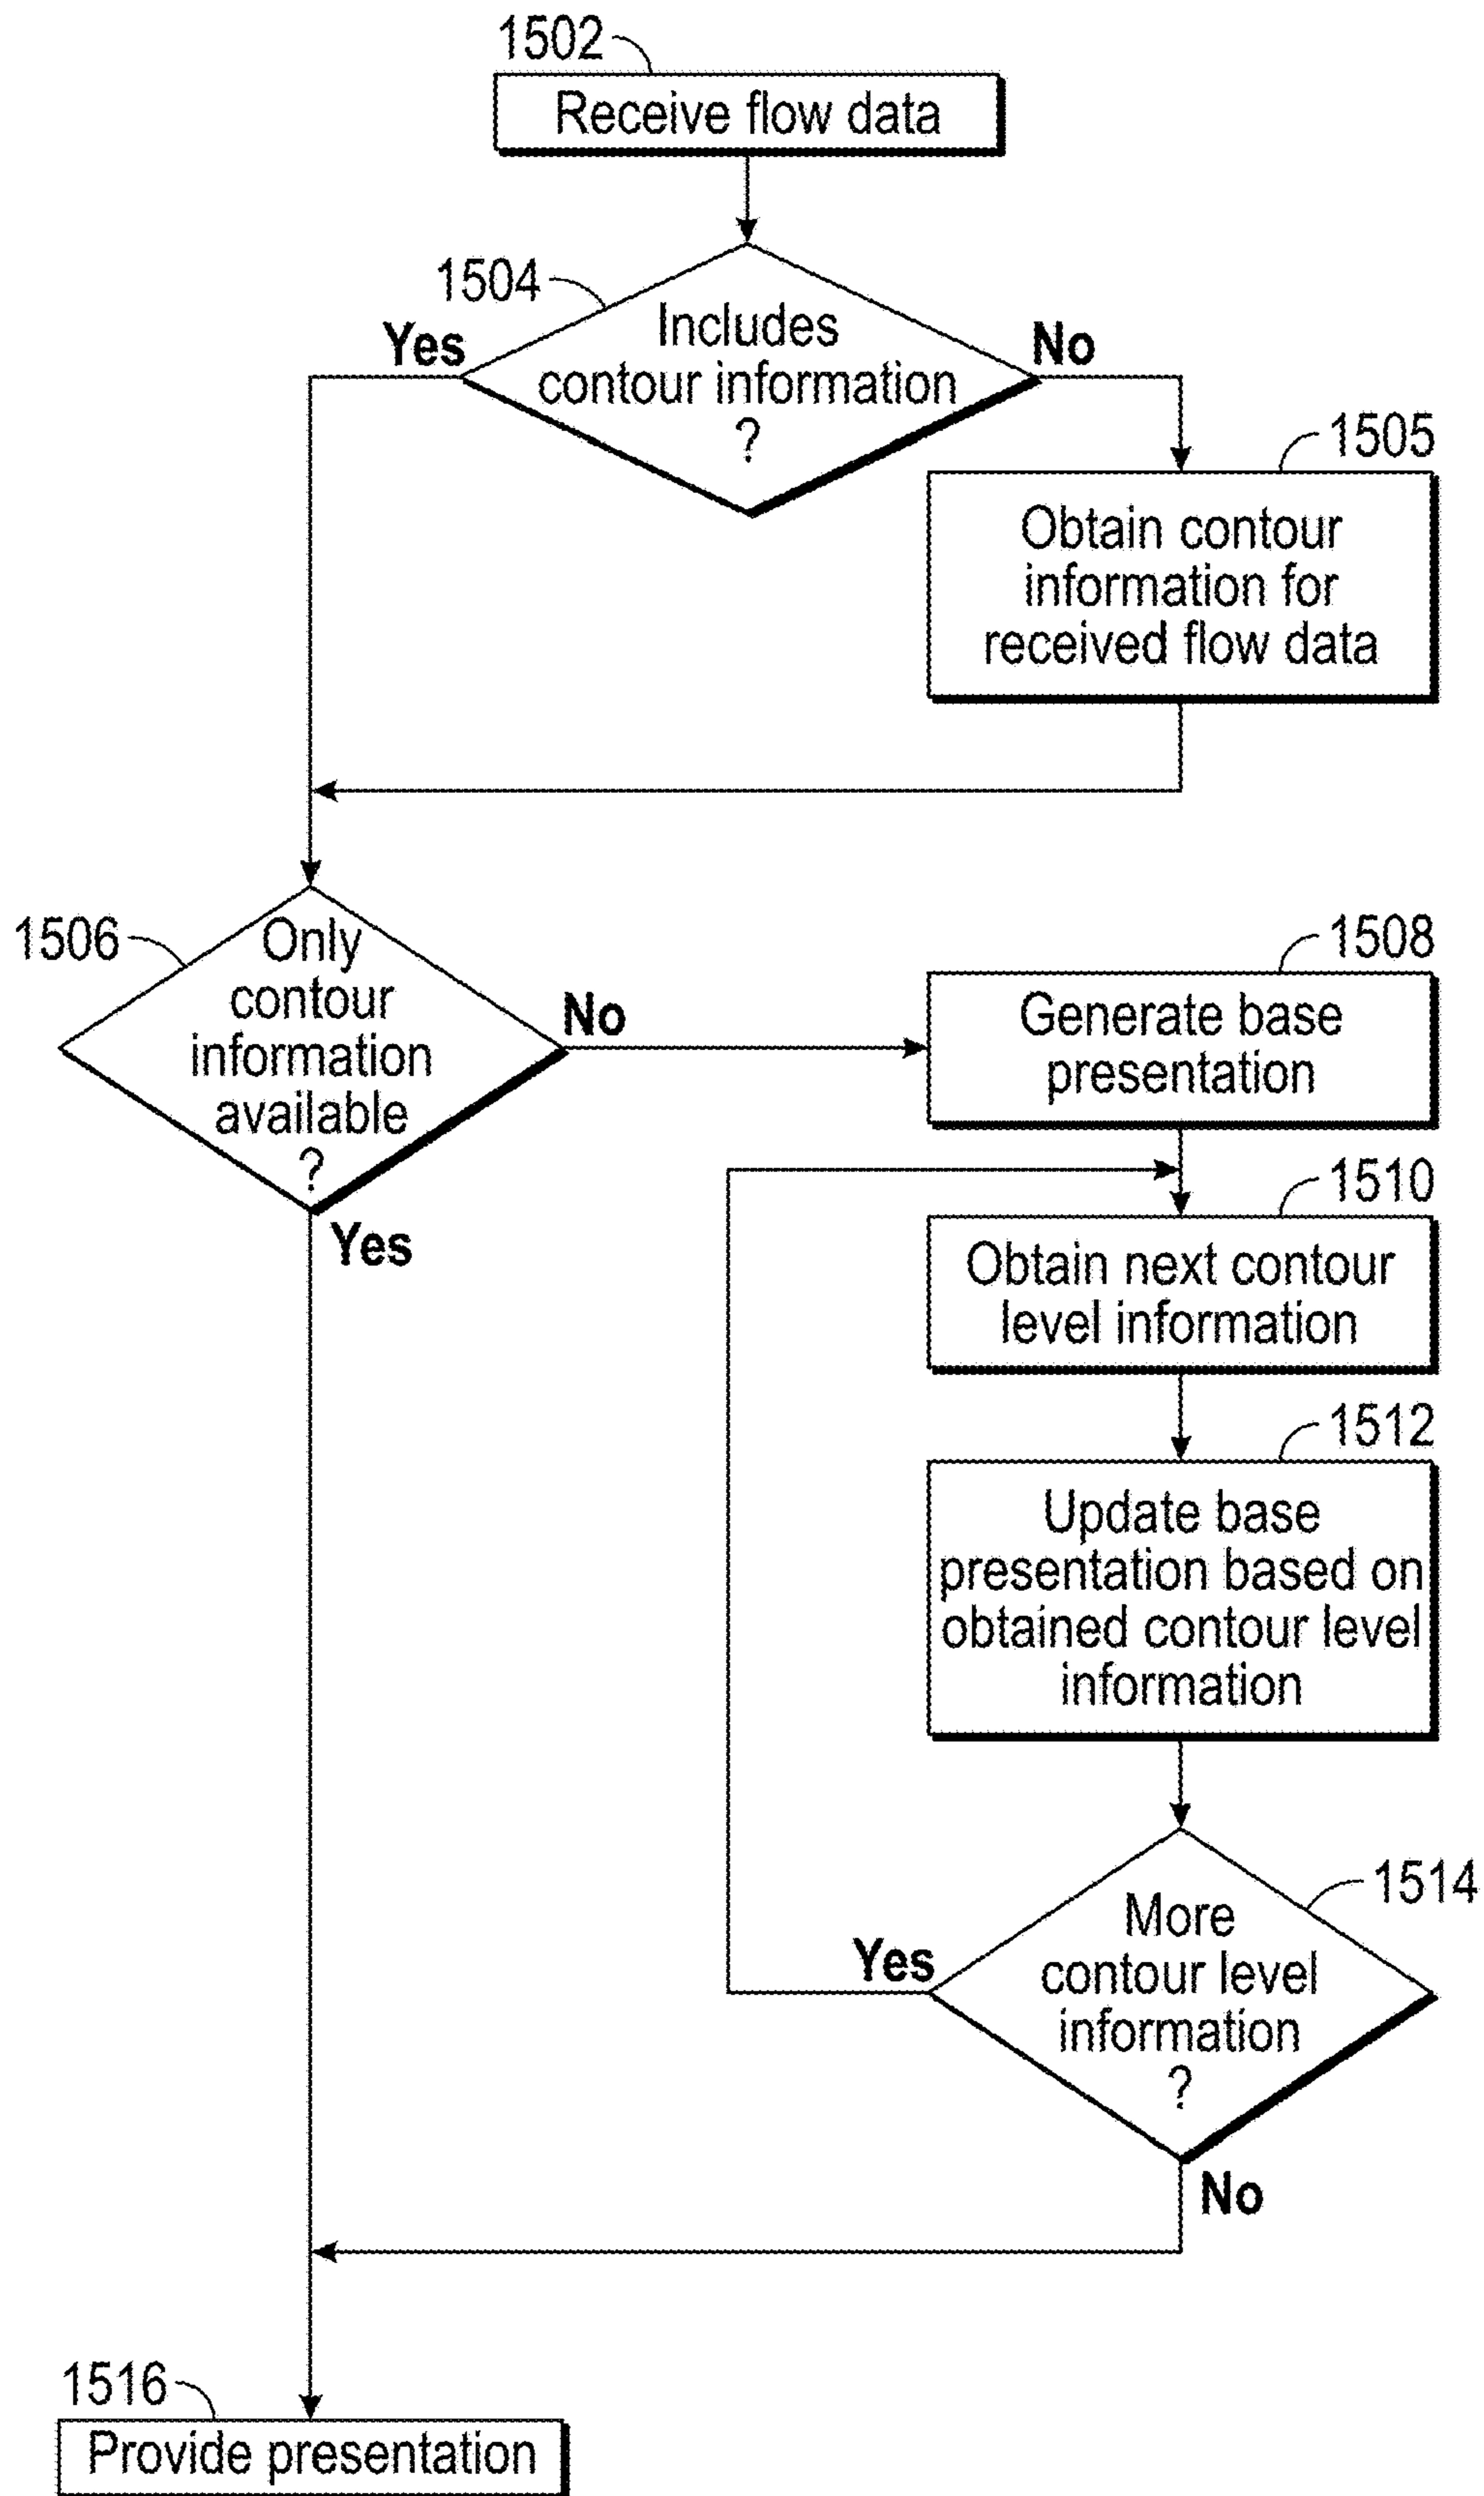 1502
Receive flow data
1504
Yes
Includes
contour information
?
No
1505
Obtain contour
information for
received flow data
1506
Only
contour
information
available
?
No
Yes
1508
Generate base
presentation
1510
Obtain next contour
level information
1512
Update base
presentation based on
obtained contour level
information
1514
More
contour level
information
?
Yes
No
1516
Provide presentation